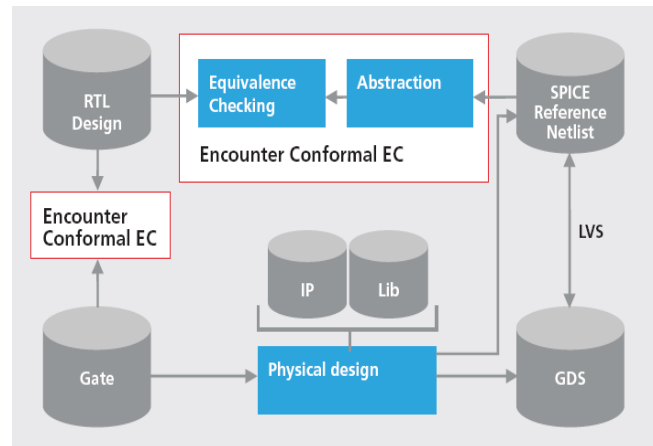 RTL
Design
Equivalence
Checking
Abstraction
Encounter Conformal EC
SPICE
Reference
Netlist
Encounter
Conformal EC
LVS
IP
Lib
Gate
Physical design
GDS